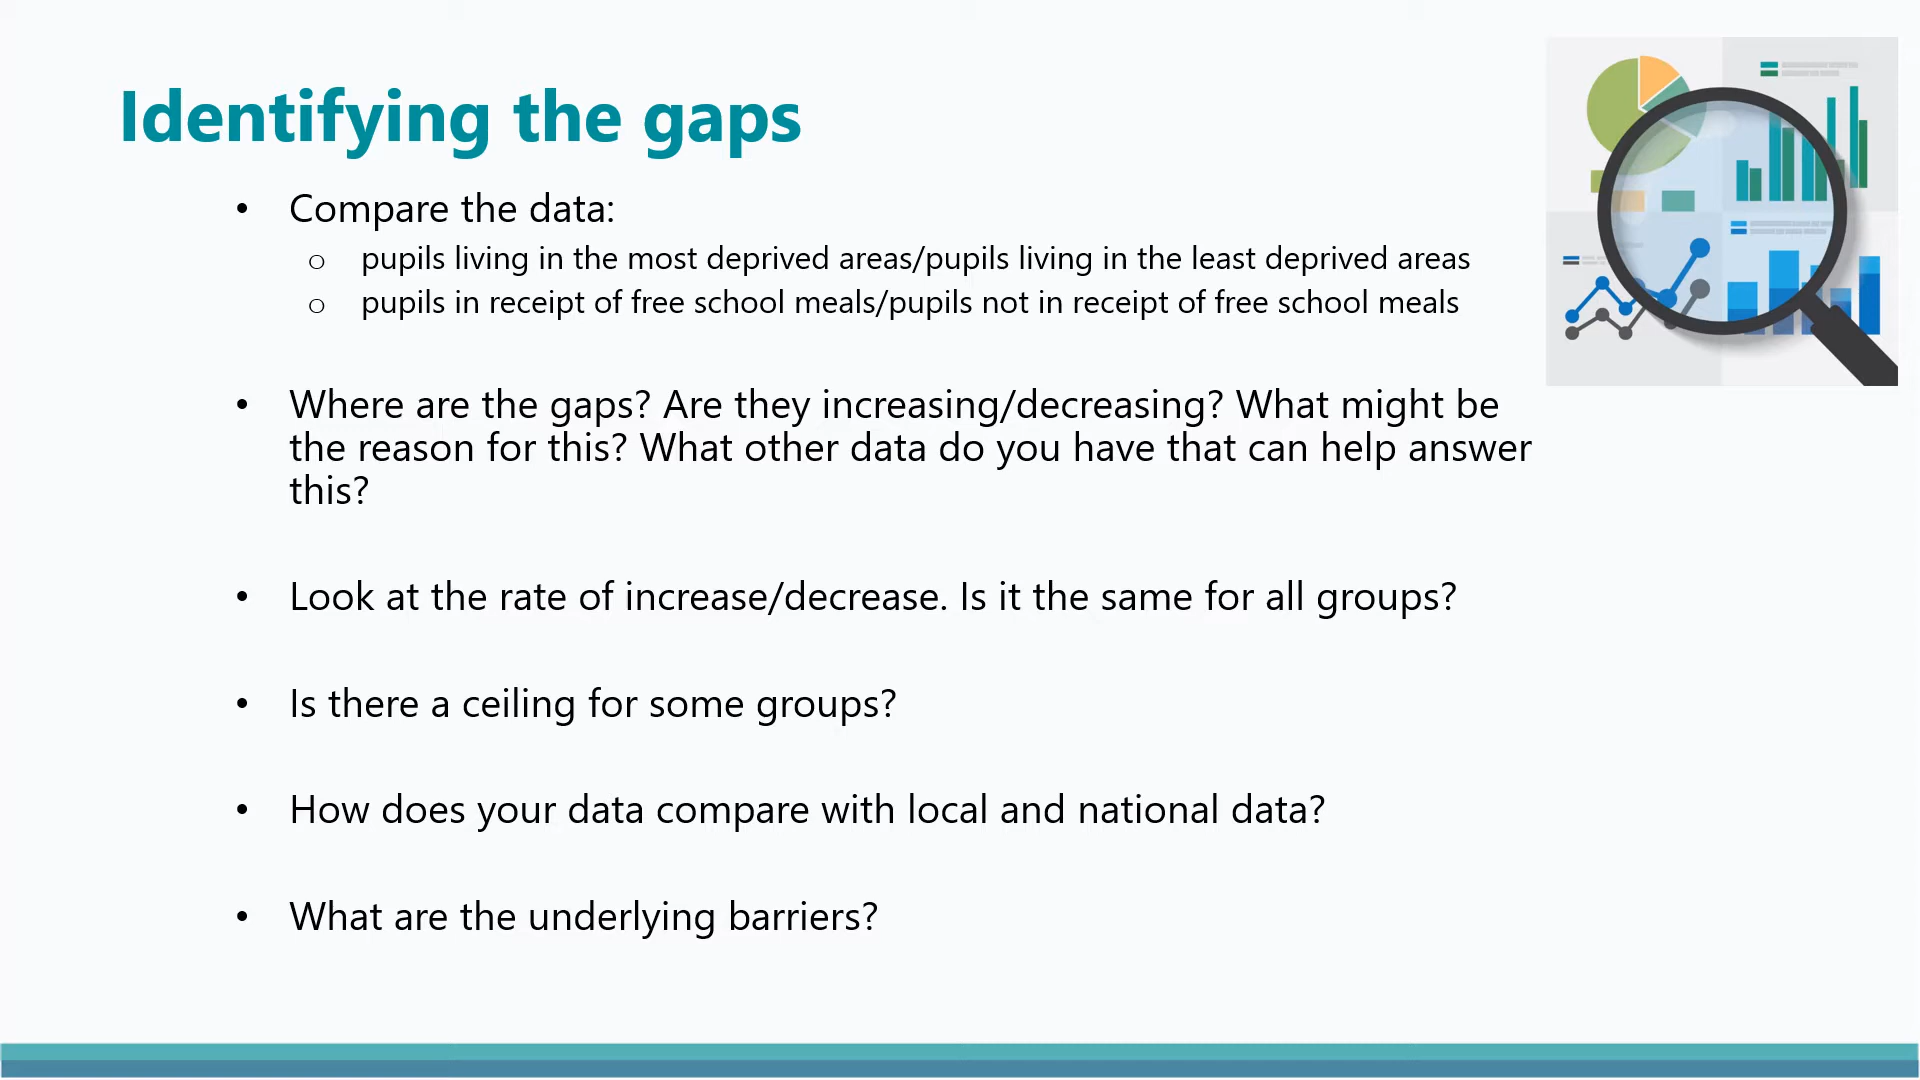 Identifying the gaps
• Compare the data:
o pupils living in the most deprived areas/pupils living in the least deprived areas
o pupils in receipt of free school meals/pupils not in receipt of free school meals
• Where are the gaps? Are they increasing/decreasing? What might be
the reason for this? What other data do you have that can help answer
this?
• Look at the rate of increase/decrease. Is it the same for all groups?
• Is there a ceiling for some groups?
• How does your data compare with local and national data?
• What are the underlying barriers?